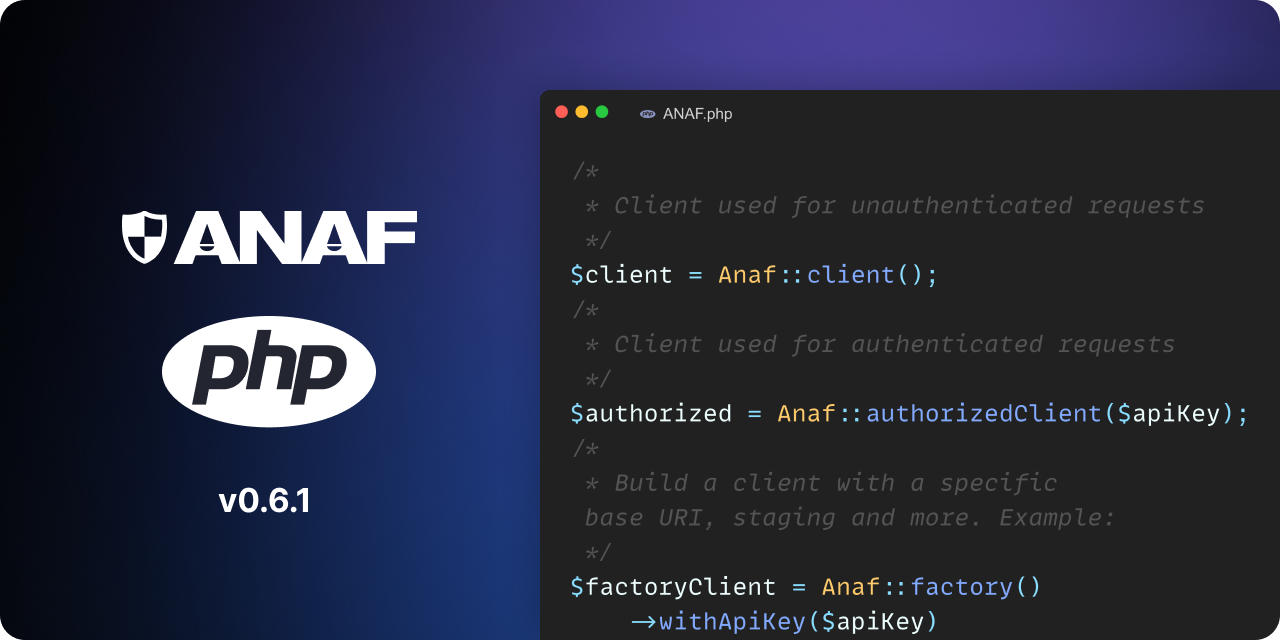 ANAF
php
v0.6.1
php ANAF.php
/*
 * Client used for unauthenticated requests
 */
$client = Anaf::client();
/*
 * Client used for authenticated requests
 */
$authorized = Anaf::authorizedClient($apiKey);
/*
 * Build a client with a specific
 base URI, staging and more. Example:
 */
$factoryClient = Anaf::factory()
    ->withApiKey($apiKey)